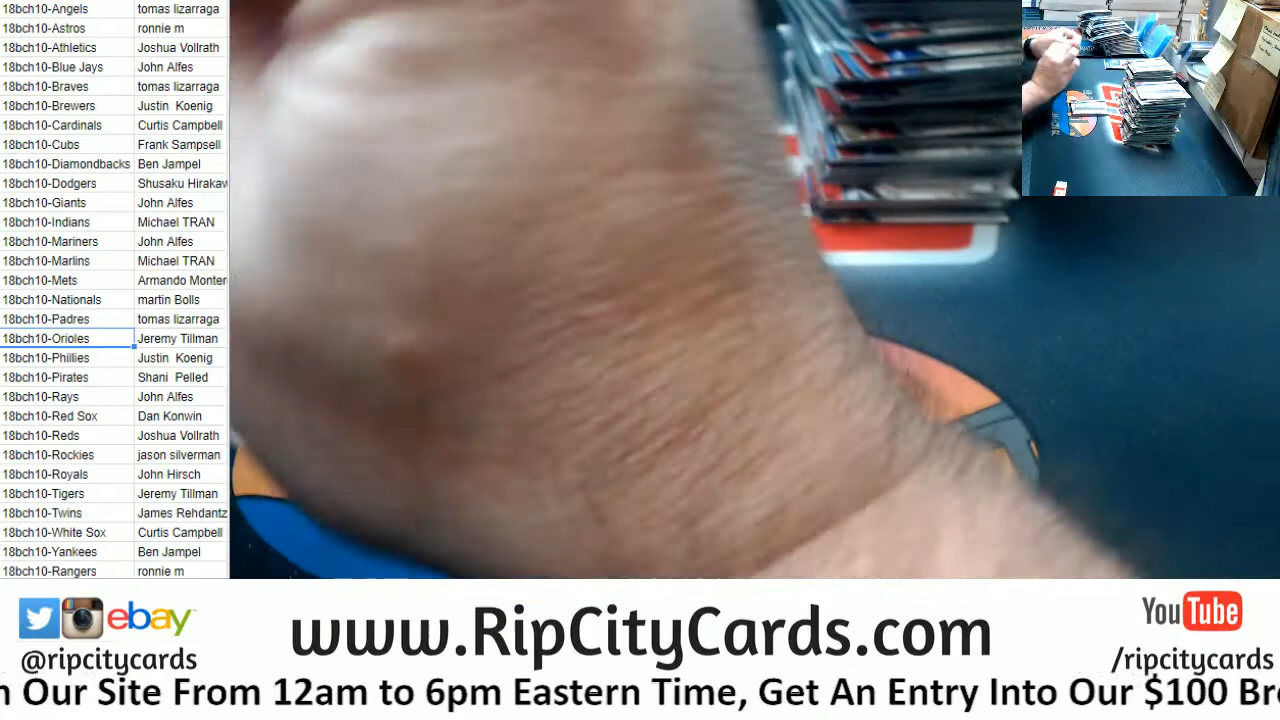 18bch10-Angels tomas lizarraga
18bch10-Astros ronnie m
18bch10-Athletics Joshua Vollrath
18bch10-Blue Jays John Alfes
18bch10-Braves tomas lizarraga
18bch10-Brewers Justin Koenig
18bch10-Cardinals Curtis Campbell
18bch10-Cubs Frank Sampsell
18bch10-Diamondbacks Ben Jampel
18bch10-Dodgers Shusaku Hirakaw
18bch10-Giants John Alfes
18bch10-Indians Michael TRAN
18bch10-Mariners John Alfes
18bch10-Marlins Michael TRAN
18bch10-Mets Armando Monter
18bch10-Nationals martin Bolls
18bch10-Padres tomas lizarraga
18bch10-Orioles Jeremy Tillman
18bch10-Phillies Justin Koenig
18bch10-Pirates Shani Pelled
18bch10-Rays John Alfes
18bch10-Red Sox Dan Konwin
18bch10-Reds Joshua Vollrath
18bch10-Rockies jason silverman
18bch10-Royals John Hirsch
18bch10-Tigers Jeremy Tillman
18bch10-Twins James Rehdantz
18bch10-White Sox Curtis Campbell
18bch10-Yankees Ben Jampel
18bch10-Rangers ronnie m
ebay
@ripcitycards
www.RipCityCards.com
YouTube
/ripcitycards
n Our Site From 12am to 6pm Eastern Time, Get An Entry Into Our $100 Bre